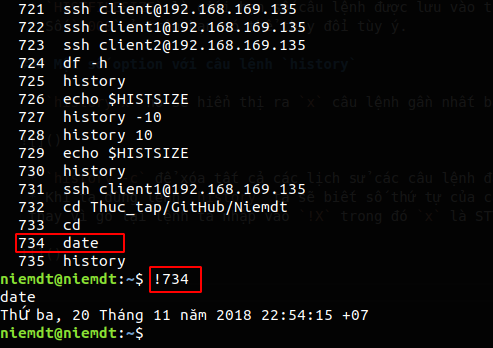 721 ssh client@192.168.169.135
722 ssh client1@192.168.169.135
723 ssh client2@192.168.169.135
724 df -h
725 history
726 echo $HISTSIZE
727 history -10
728 history 10
729 echo $HISTSIZE
730 history
731 ssh client1@192.168.169.135
732 cd Thuc_tap/GitHub/Niemdt
733 cd
734 date
735 history
niemdt@niemdt:~$ !734
date
Thứ ba, 20 Tháng 11 năm 2018 22:54:15 +07
niemdt@niemdt:~$